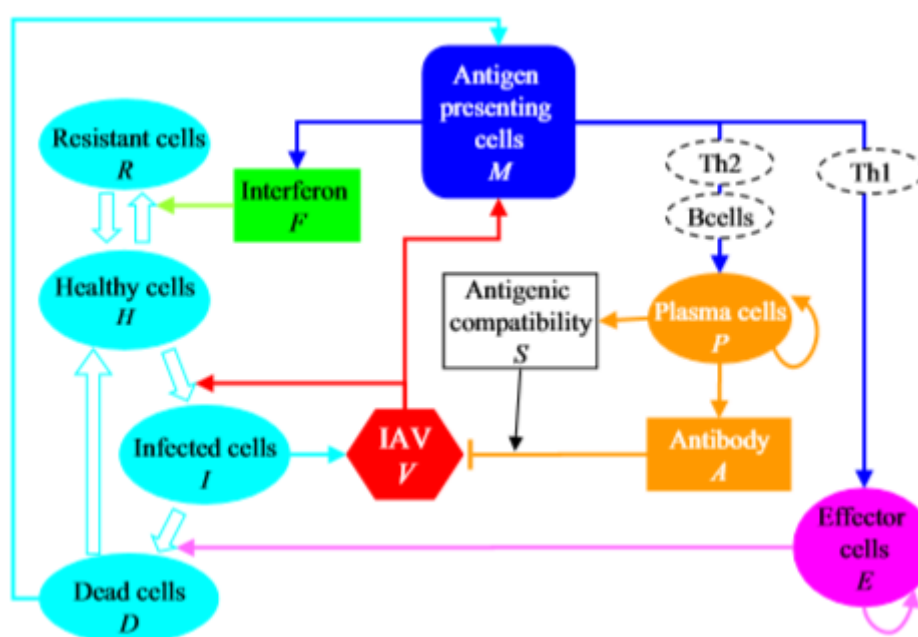 Antigen
presenting
cells
M
Resistant cells
R
Interferon
F
Th2
Th1
Bcells
Healthy cells
H
Antigenic
compatibility
S
Plasma cells
P
Infected cells
I
IAV
V
Antibody
A
Effector
cells
E
Dead cells
D